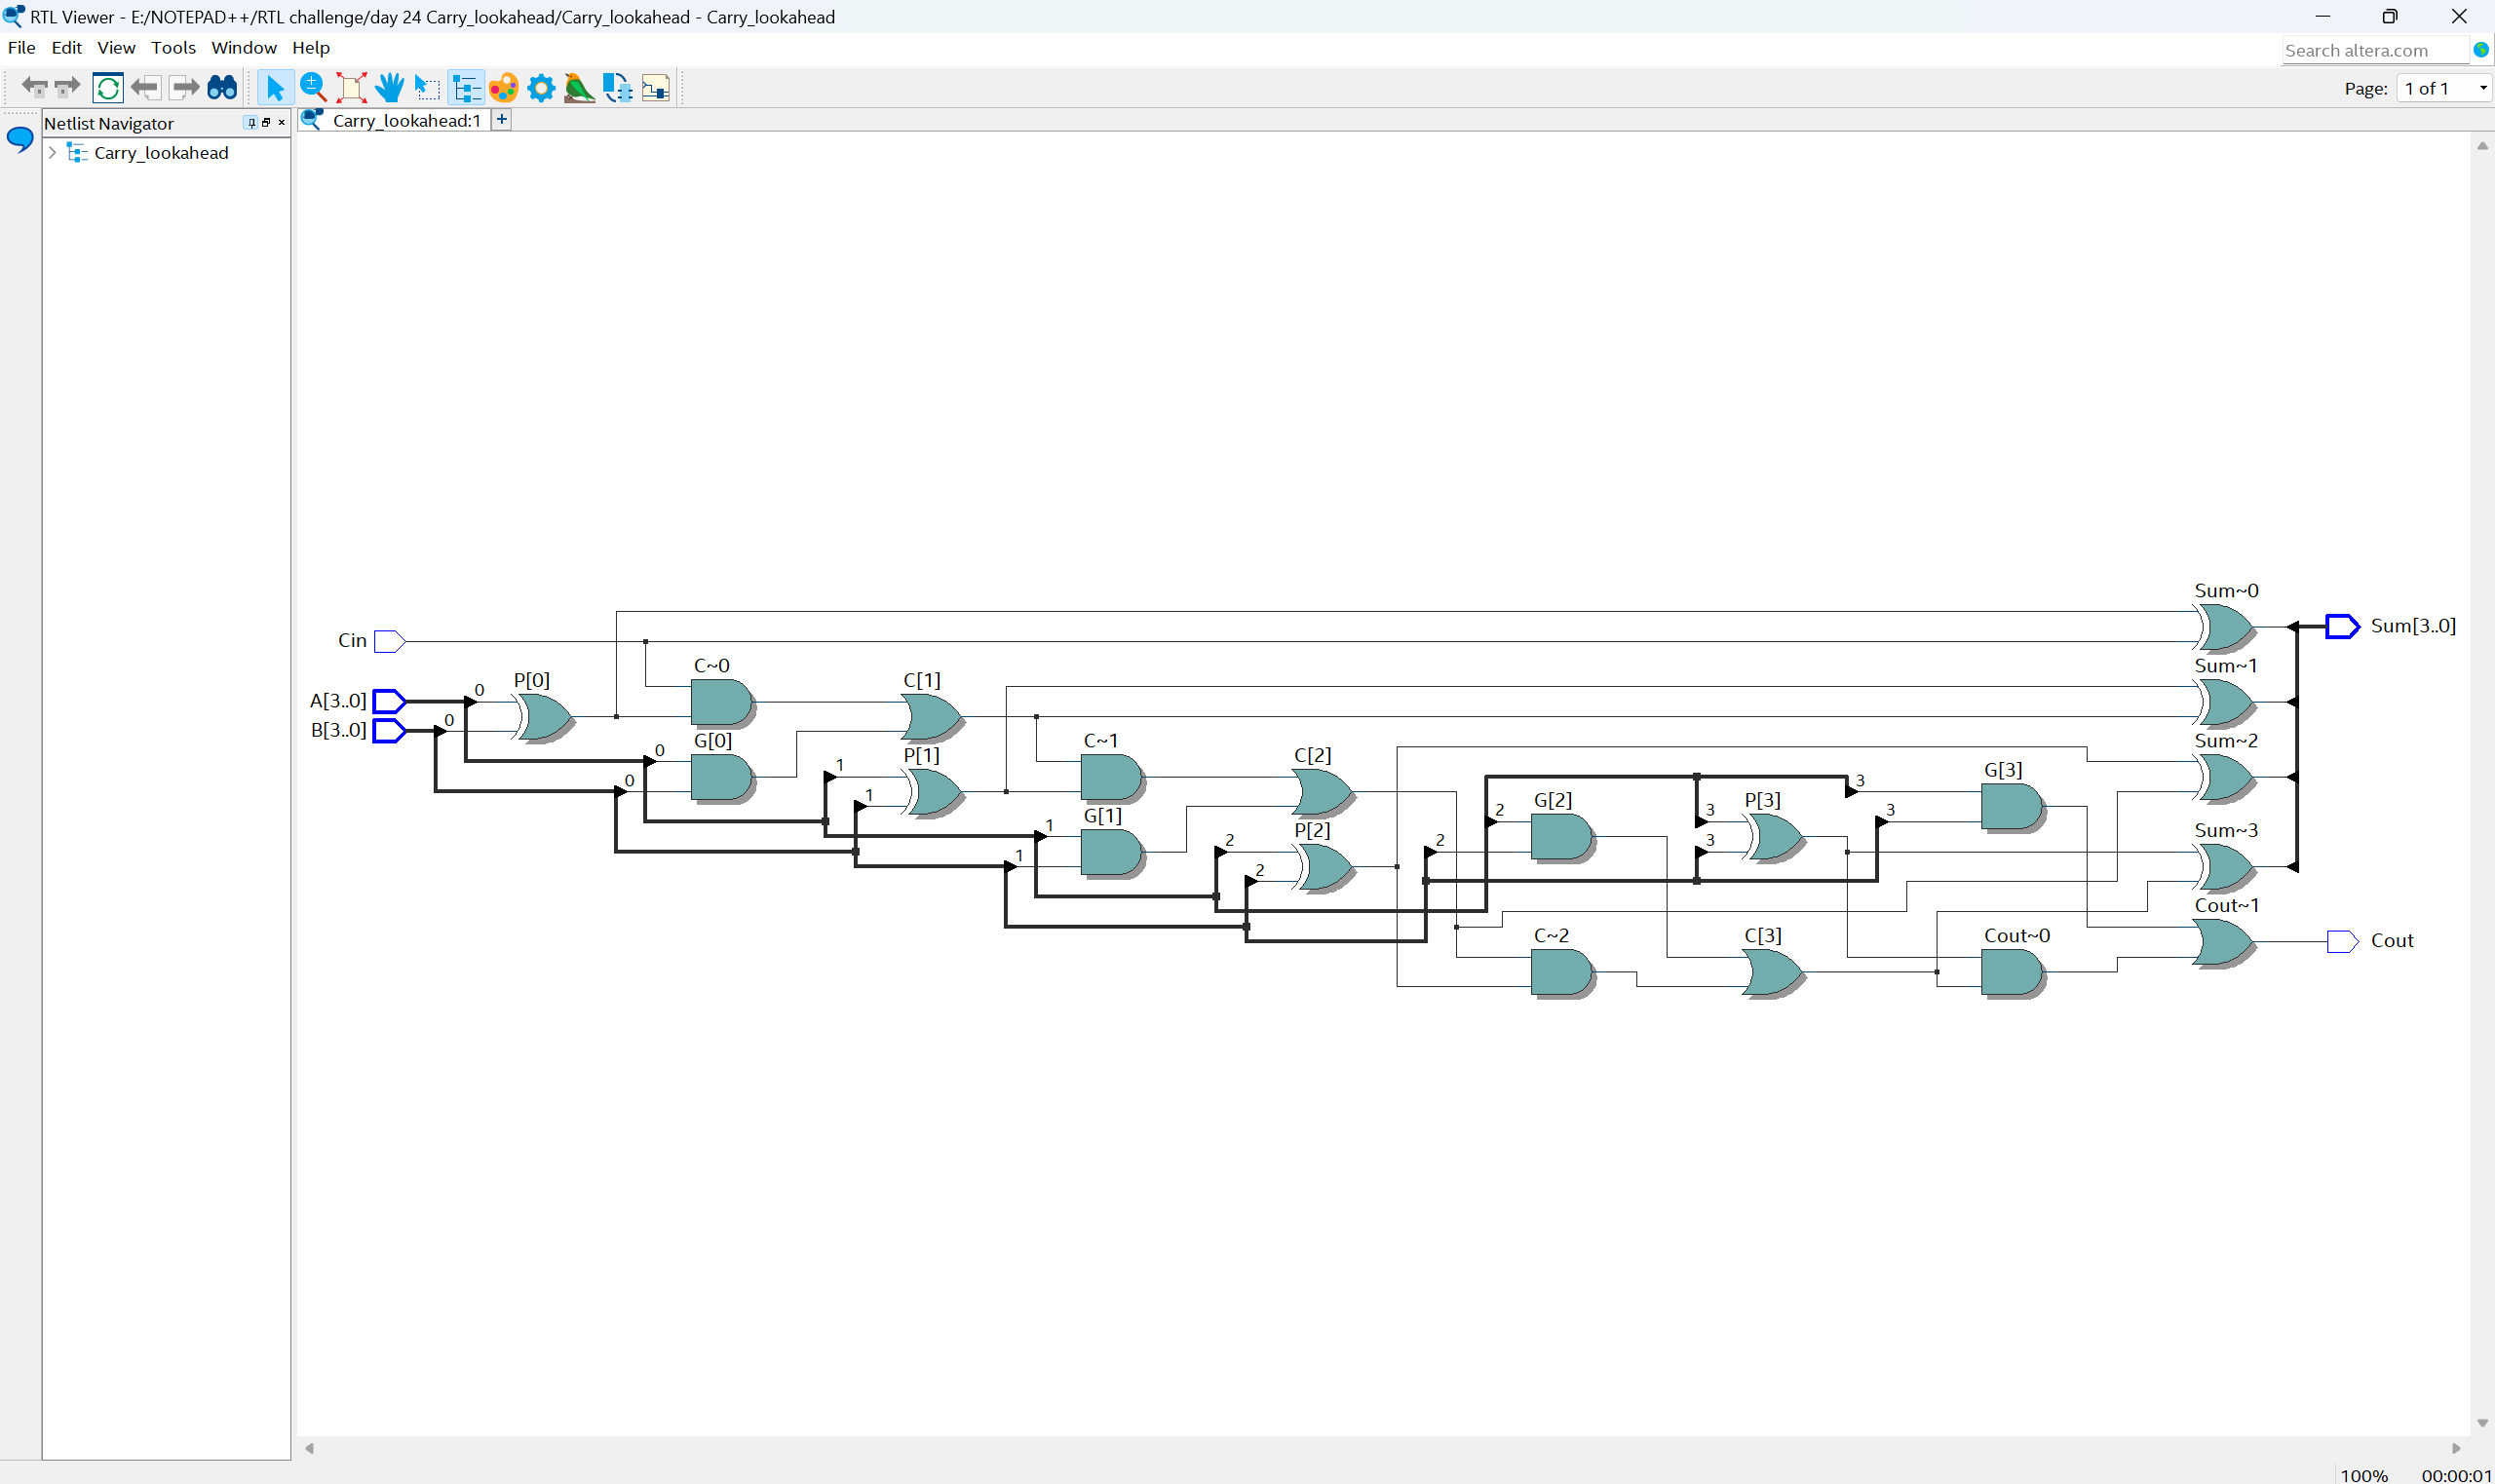 RTL Viewer - E:/NOTEPAD++/RTL challenge/day 24 Carry_lookahead/Carry_lookahead - Carry_lookahead
File Edit View Tools Window Help
Search altera.com
Page: 1 of 1
Netlist Navigator
Carry_lookahead:1
Carry_lookahead
Sum~0
Cin
Sum[3..0]
C~0
Sum~1
P[0]
C[1]
A[3..0]
0
B[3..0]
0
G[0]
C~1
Sum~2
0
P[1]
C[2]
1
G[3]
0
3
1
G[2]
P[3]
2
3
3
G[1]
1
P[2]
Sum~3
2
2
3
1
2
Cout~1
C~2
C[3]
Cout~0
Cout
100% 00:00:01